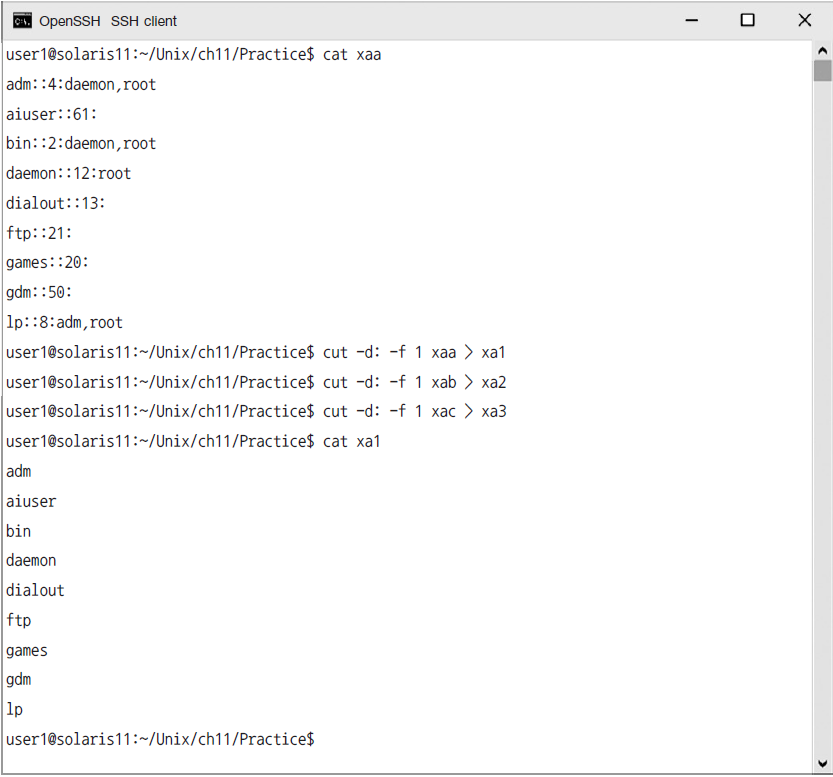 OpenSSH SSH client
user1@solaris11:~/Unix/ch11/Practice$ cat xaa
adm::4:daemon,root
aiuser::61:
bin::2:daemon,root
daemon::12:root
dialout::13:
ftp::21:
games::20:
gdm::50:
lp::8:adm,root
user1@solaris11:~/Unix/ch11/Practice$ cut -d: -f 1 xaa > xa1
user1@solaris11:~/Unix/ch11/Practice$ cut -d: -f 1 xab > xa2
user1@solaris11:~/Unix/ch11/Practice$ cut -d: -f 1 xac > xa3
user1@solaris11:~/Unix/ch11/Practice$ cat xa1
adm
aiuser
bin
daemon
dialout
ftp
games
gdm
lp
user1@solaris11:~/Unix/ch11/Practice$